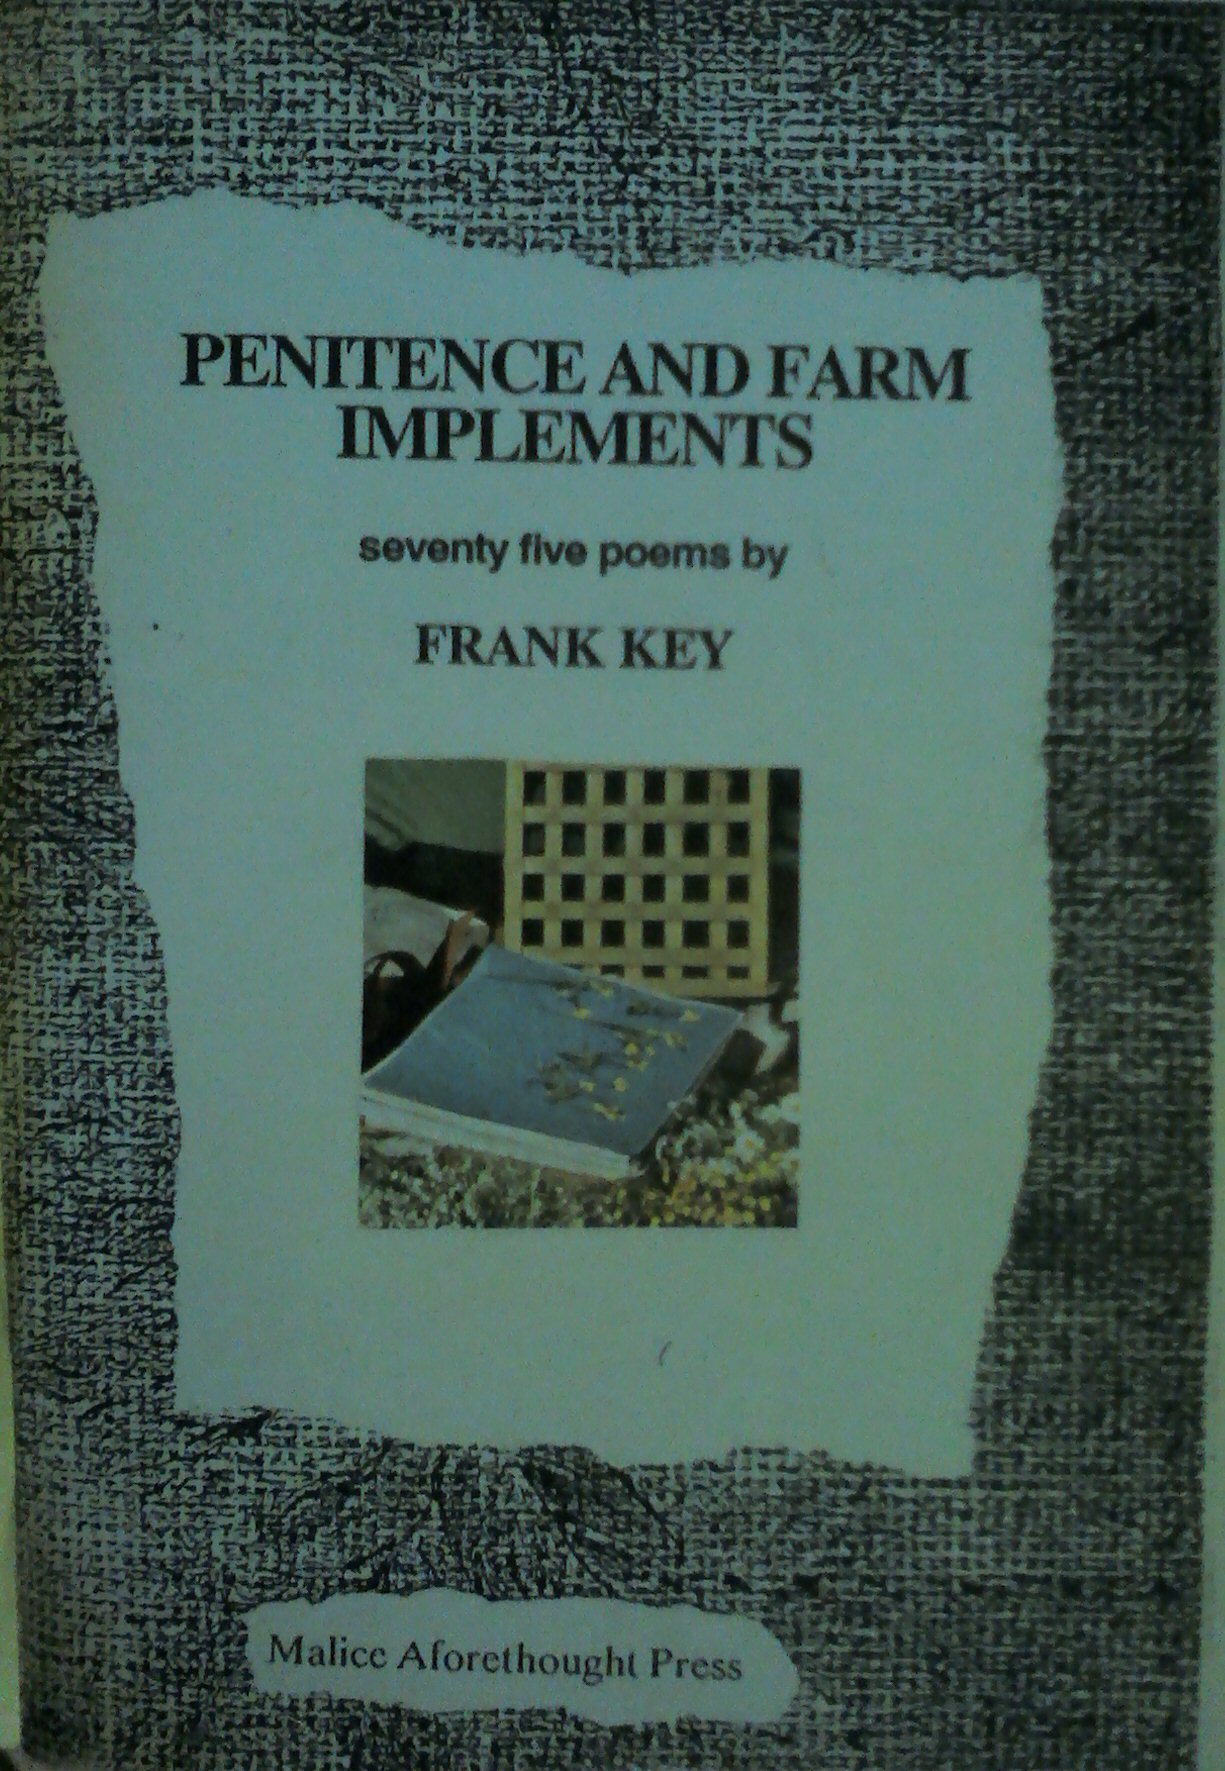 PENITENCE AND FARM
IMPLEMENTS
seventy five poems by
FRANK KEY
Malice Aforethought Press